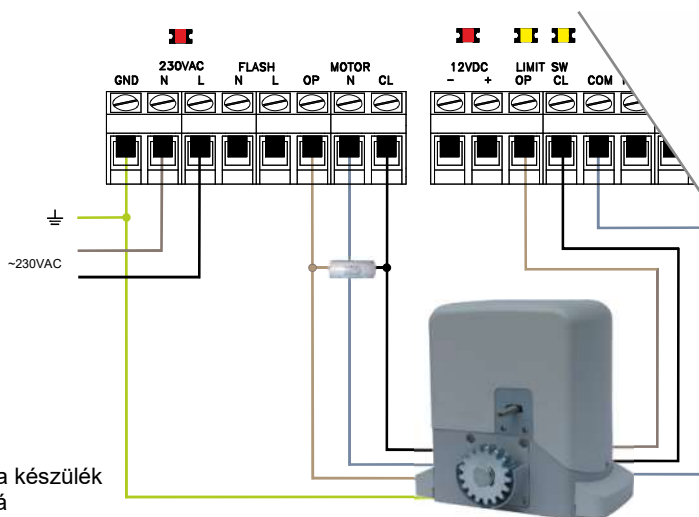 230VAC FLASH MOTOR
GND N L N L OP N CL
12VDC LIMIT SW
- + OP CL COM
~230VAC
a készülék
á